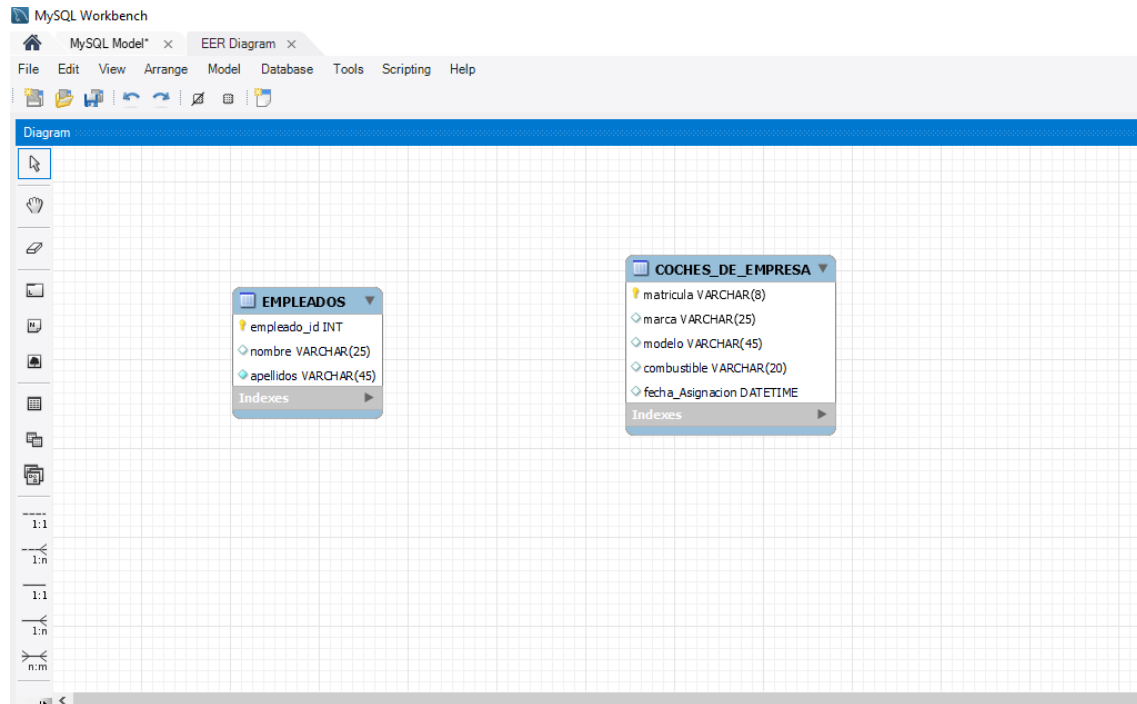 MySQL Workbench
MySQL Model* × EER Diagram ×
File Edit View Arrange Model Database Tools Scripting Help
Diagram
COCHES_DE_EMPRESA
matricula VARCHAR(8)
marca VARCHAR(25)
modelo VARCHAR(45)
combustible VARCHAR(20)
fecha_Asignacion DATETIME
Indexes
EMPLEADOS
empleado_id INT
nombre VARCHAR(25)
apellidos VARCHAR(45)
Indexes
1:1
1:n
1:1
1:n
n:m